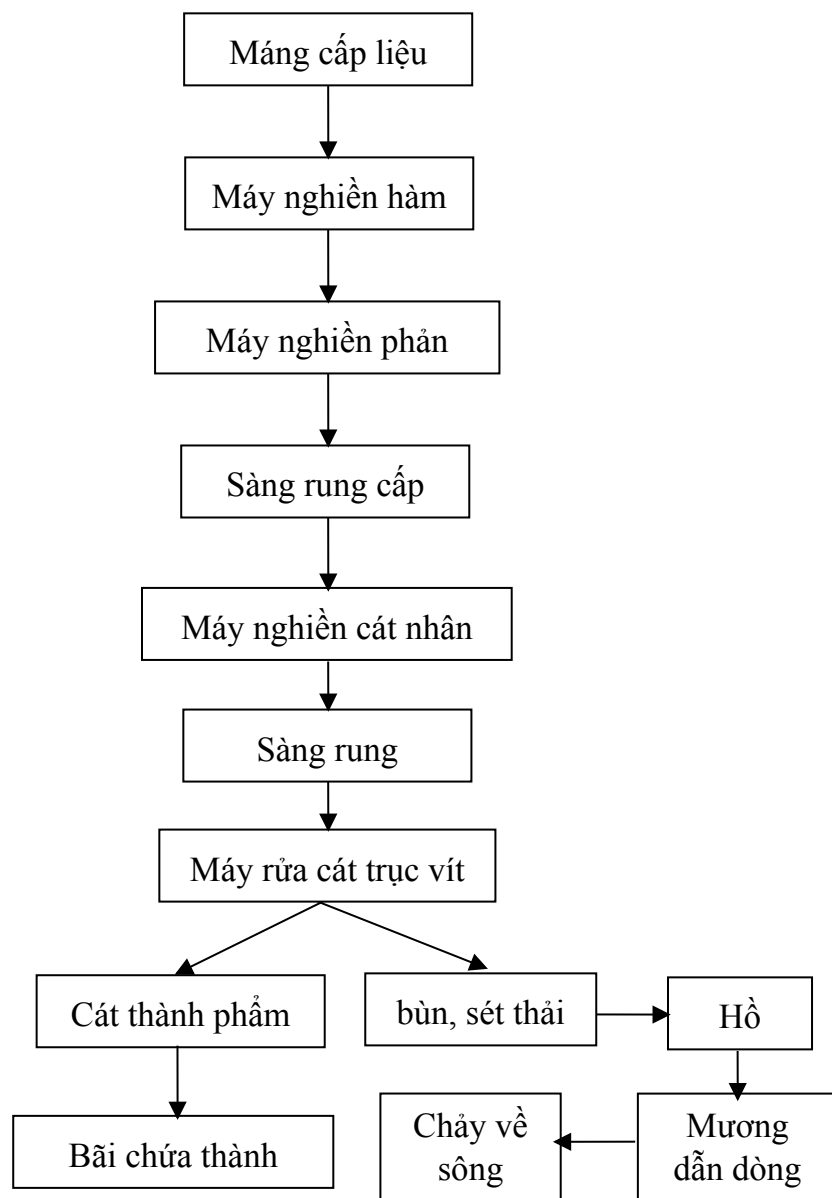 Máng cấp liệu
Máy nghiền hàm
Máy nghiền phản
Sàng rung cấp
Máy nghiền cát nhân
Sàng rung
Máy rửa cát trục vít
Cát thành phẩm
bùn, sét thải
Hồ
Bãi chứa thành
Chảy về
sông
Mương
dẫn dòng